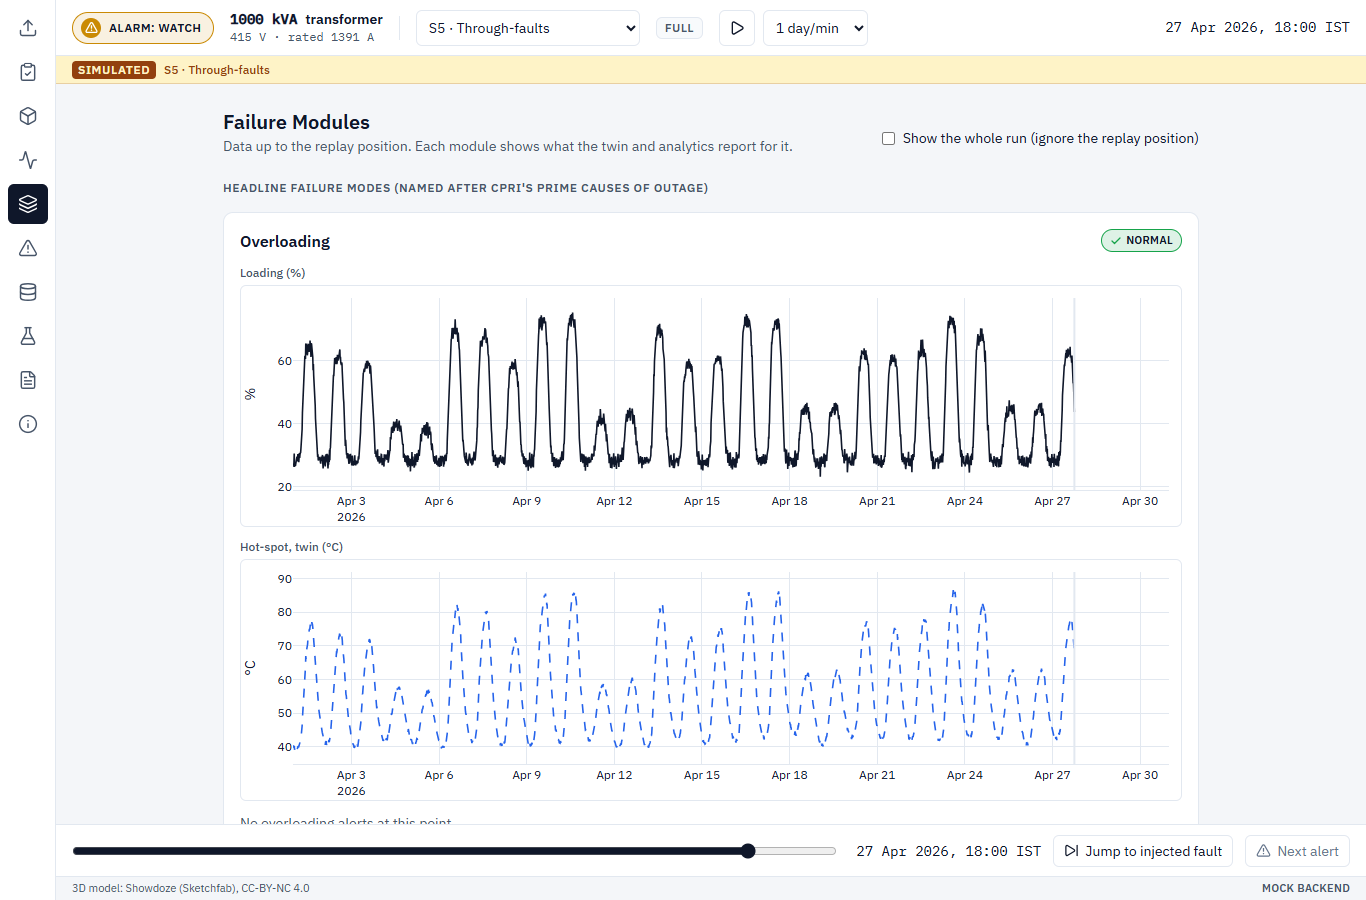 ALARM: WATCH
1000 kVA transformer
415 V · rated 1391 A
S5 · Through-faults
FULL
1 day/min
27 Apr 2026, 18:00 IST
SIMULATED S5 · Through-faults
Failure Modules
Data up to the replay position. Each module shows what the twin and analytics report for it.
Show the whole run (ignore the replay position)
HEADLINE FAILURE MODES (NAMED AFTER CPRI'S PRIME CAUSES OF OUTAGE)
Overloading
NORMAL
Loading (%)
60
%
40
20
Apr 3 Apr 6 Apr 9 Apr 12 Apr 15 Apr 18 Apr 21 Apr 24 Apr 27 Apr 30
2026
Hot-spot, twin (°C)
90
80
70
°C
60
50
40
Apr 3 Apr 6 Apr 9 Apr 12 Apr 15 Apr 18 Apr 21 Apr 24 Apr 27 Apr 30
2026
No overloading alerts at this point
27 Apr 2026, 18:00 IST
Jump to injected fault
Next alert
3D model: Showdoze (Sketchfab), CC-BY-NC 4.0
MOCK BACKEND